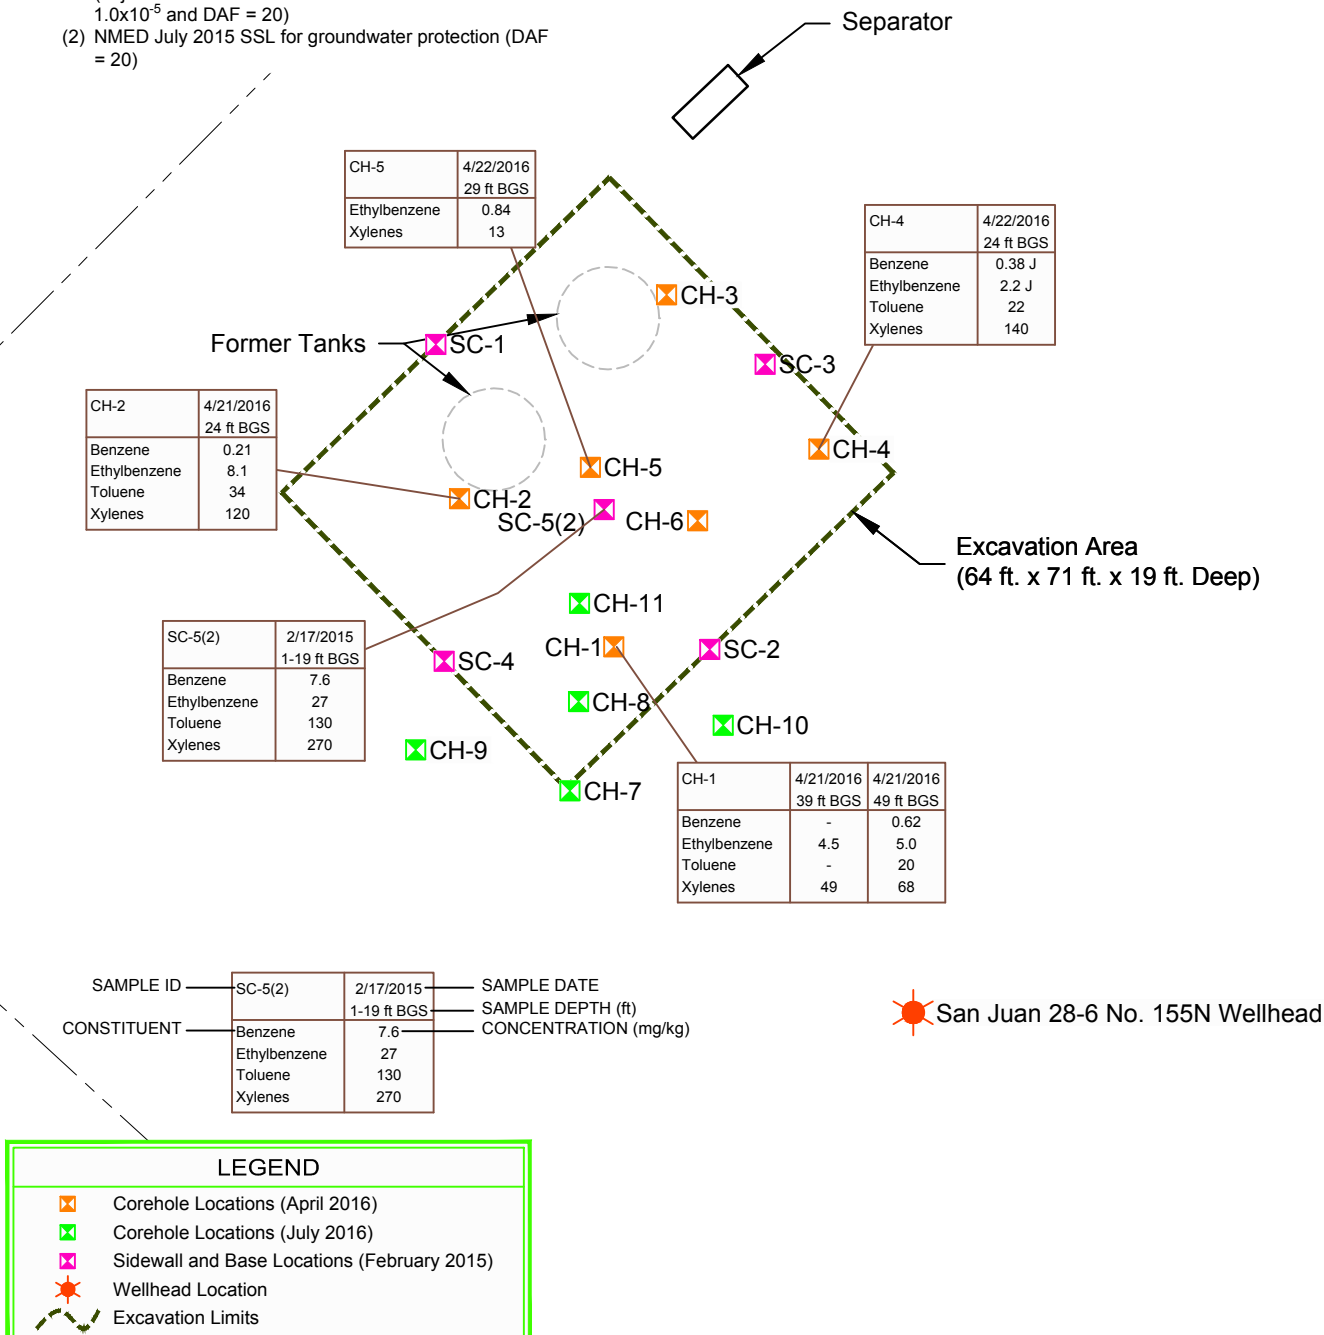 1.0x10-5 and DAF = 20)
(2) NMED July 2015 SSL for groundwater protection (DAF
= 20)
Separator
CH-5 4/22/2016
29 ft BGS
Ethylbenzene 0.84
Xylenes 13
CH-4 4/22/2016
24 ft BGS
Benzene 0.38 J
Ethylbenzene 2.2 J
Toluene 22
Xylenes 140
CH-3
Former Tanks
SC-1
SC-3
CH-2 4/21/2016
24 ft BGS
Benzene 0.21
Ethylbenzene 8.1
Toluene 34
Xylenes 120
CH-4
CH-5
CH-2
SC-5(2)
CH-6
Excavation Area
(64 ft. x 71 ft. x 19 ft. Deep)
CH-11
SC-5(2) 2/17/2015
1-19 ft BGS
Benzene 7.6
Ethylbenzene 27
Toluene 130
Xylenes 270
CH-1
SC-2
SC-4
CH-8
CH-10
CH-9
CH-7
CH-1 4/21/2016 4/21/2016
39 ft BGS 49 ft BGS
Benzene - 0.62
Ethylbenzene 4.5 5.0
Toluene - 20
Xylenes 49 68
SAMPLE ID SC-5(2) 2/17/2015 SAMPLE DATE
1-19 ft BGS SAMPLE DEPTH (ft)
CONSTITUENT Benzene 7.6 CONCENTRATION (mg/kg)
Ethylbenzene 27
Toluene 130
Xylenes 270
San Juan 28-6 No. 155N Wellhead
LEGEND
Corehole Locations (April 2016)
Corehole Locations (July 2016)
Sidewall and Base Locations (February 2015)
Wellhead Location
Excavation Limits